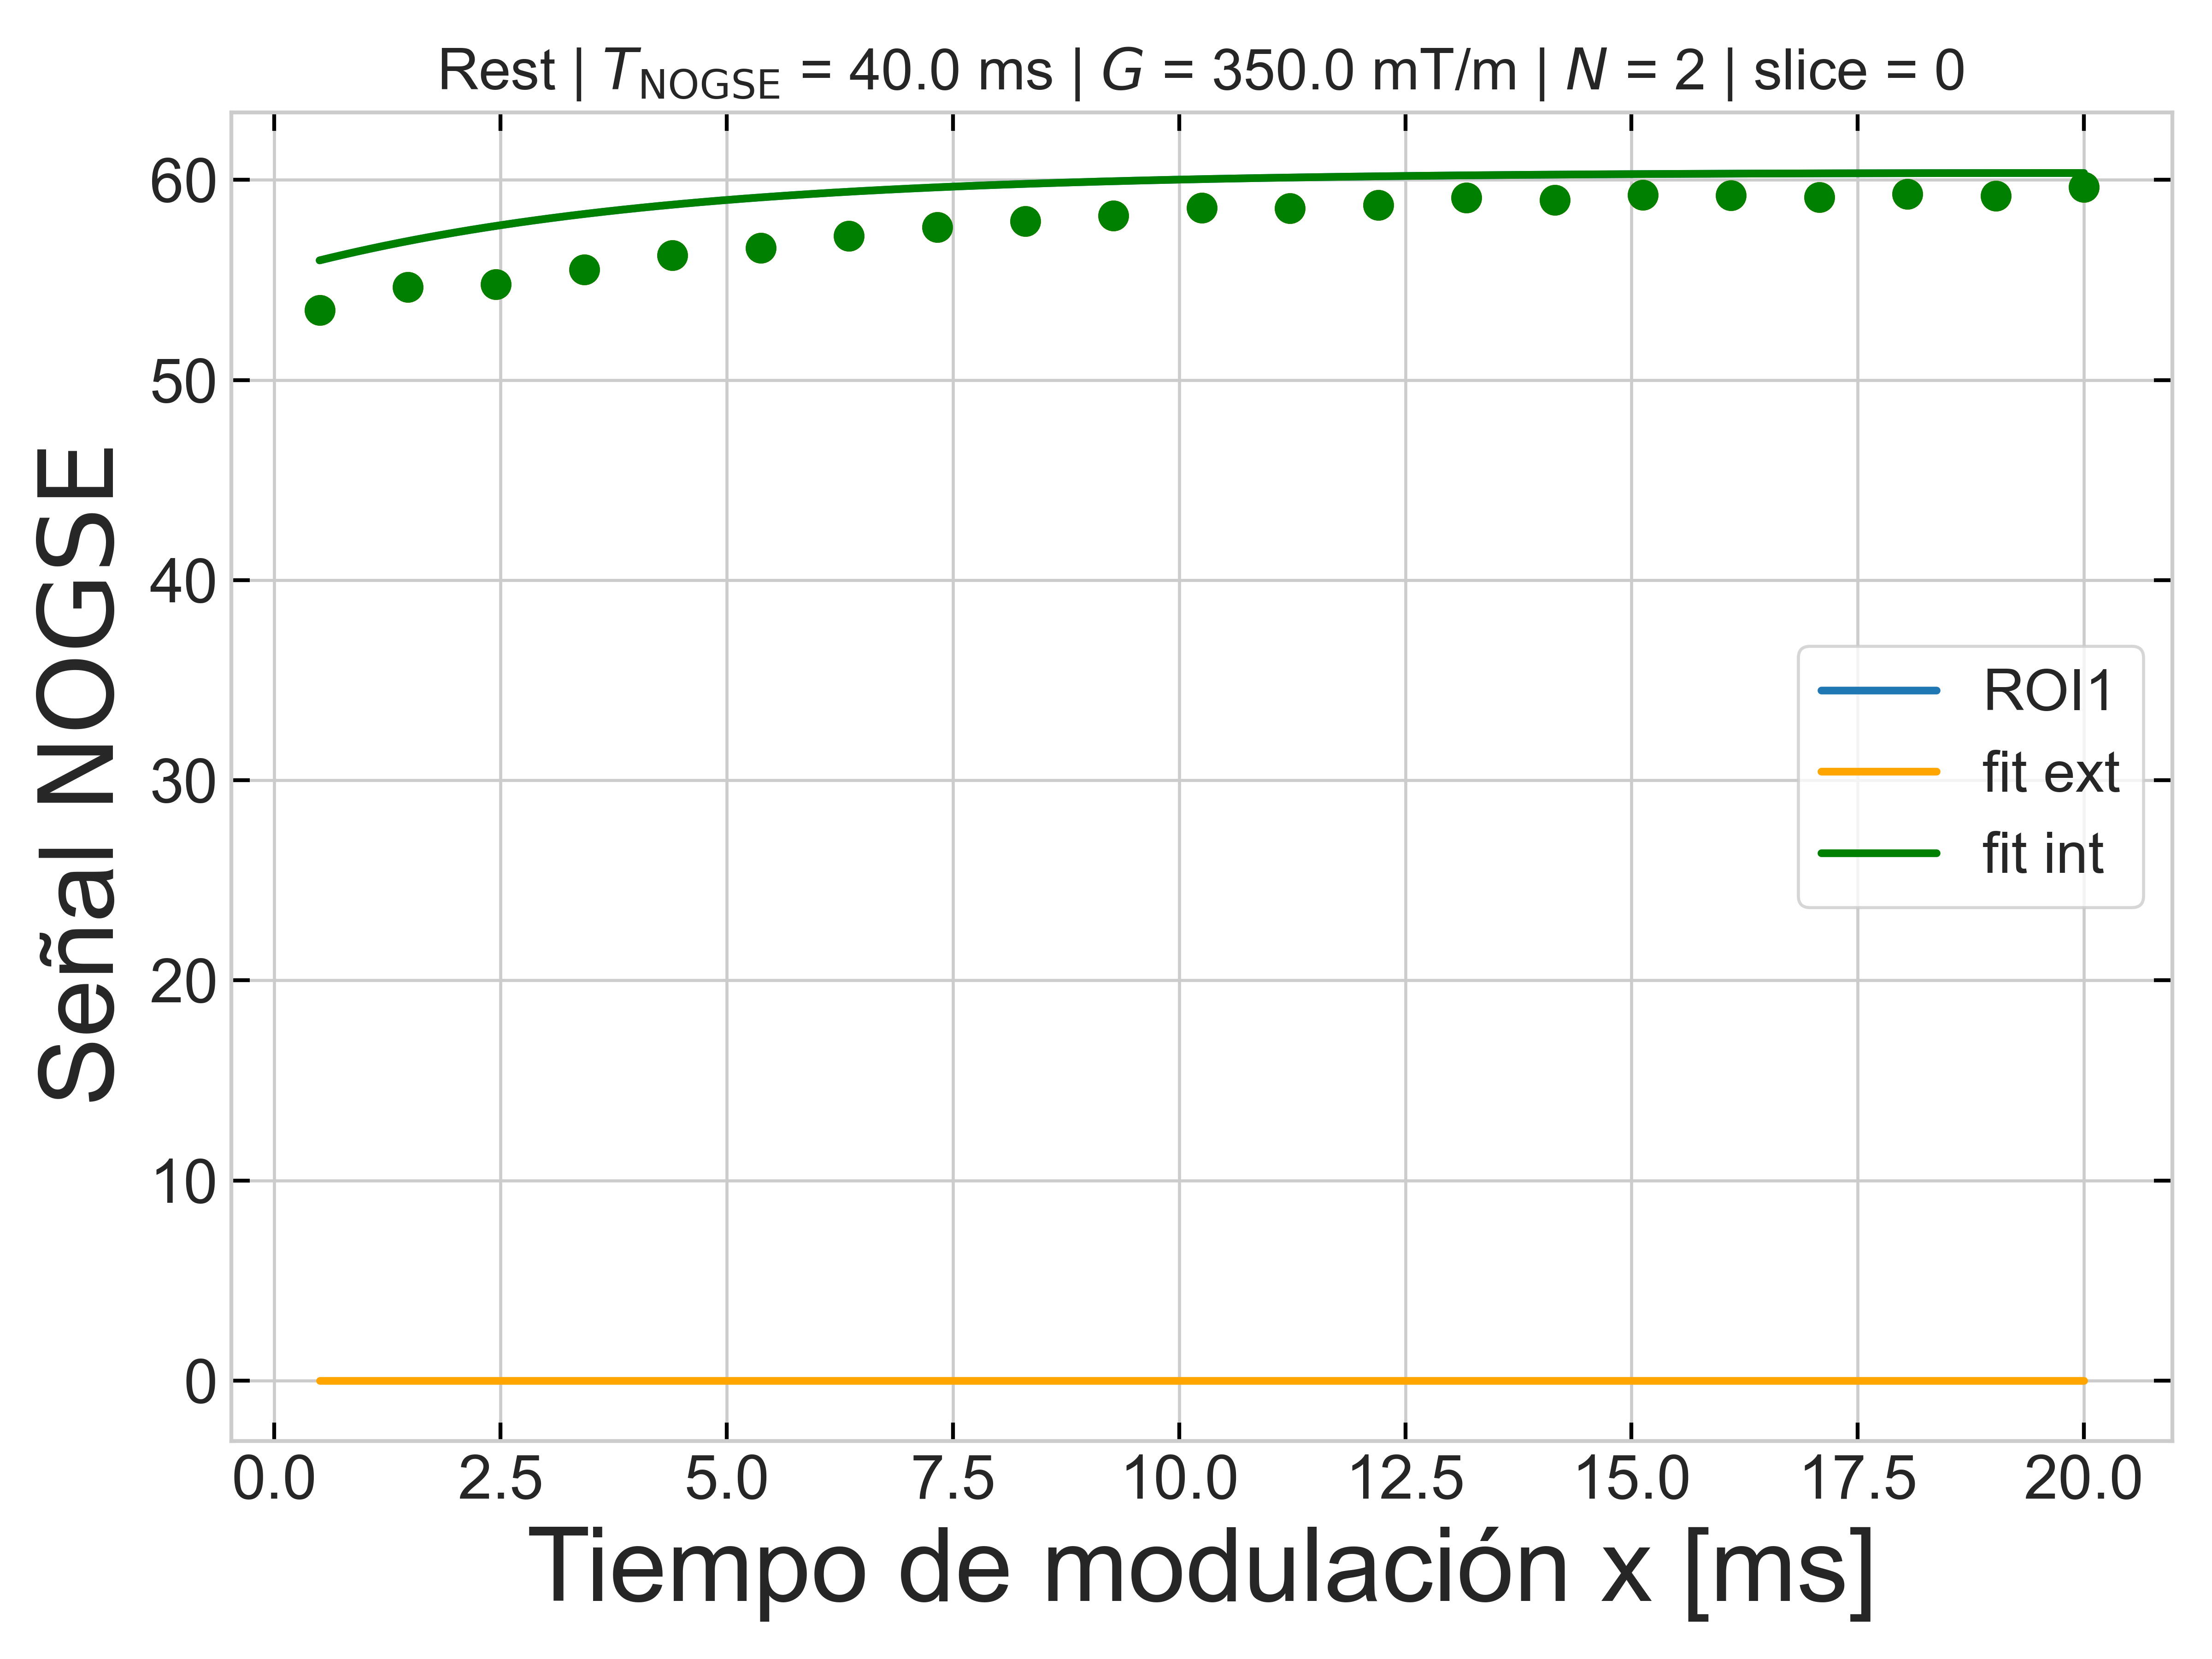 Rest | T_NOGSE = 40.0 ms | G = 350.0 mT/m | N = 2 | slice = 0
Señal NOGSE
60
50
40
30
20
10
0
ROI1
fit ext
fit int
0.0 2.5 5.0 7.5 10.0 12.5 15.0 17.5 20.0
Tiempo de modulación x [ms]